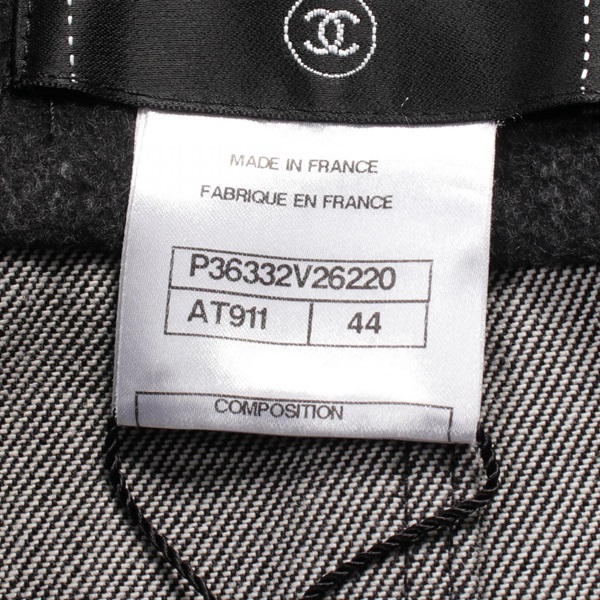 MADE IN FRANCE
FABRIQUE EN FRANCE
P36332V26220
AT911 44
COMPOSITION